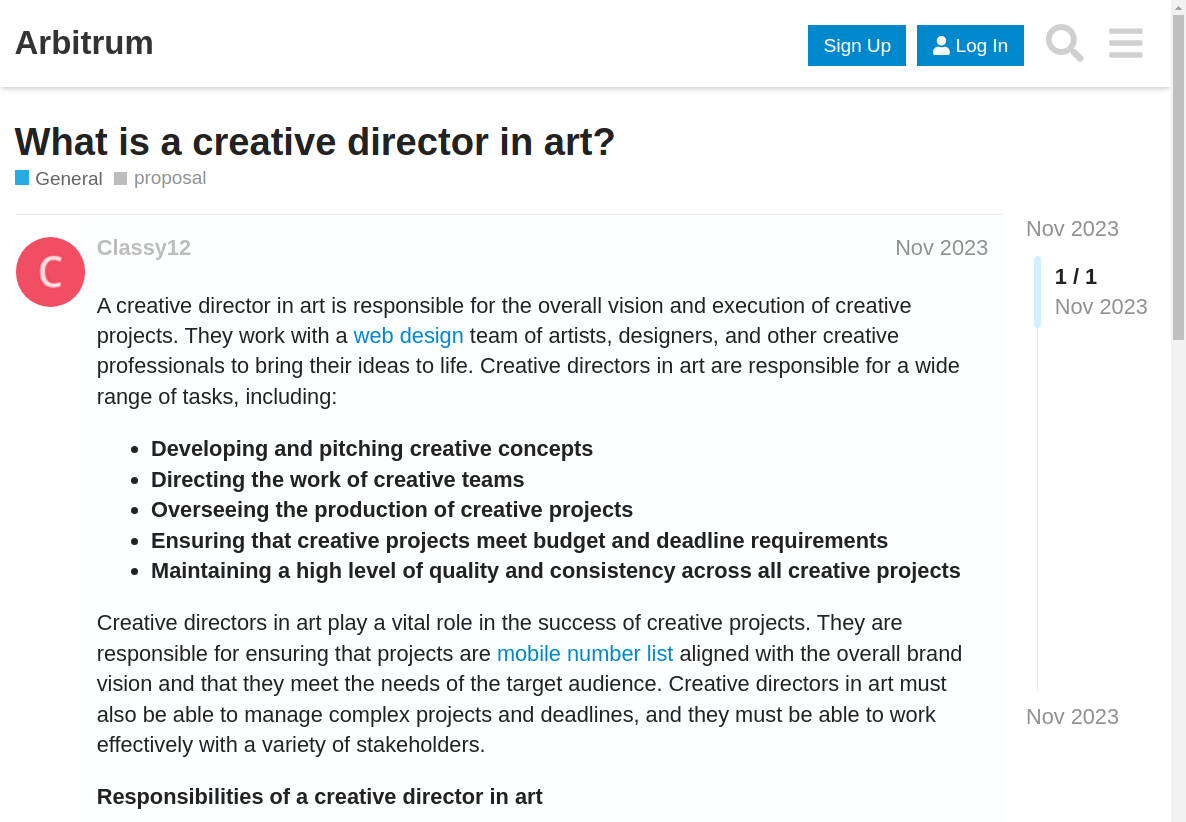 Arbitrum
Sign Up
Log In
What is a creative director in art?
General proposal
Nov 2023
C
Classy12
Nov 2023
1 / 1
Nov 2023
A creative director in art is responsible for the overall vision and execution of creative
projects. They work with a web design team of artists, designers, and other creative
professionals to bring their ideas to life. Creative directors in art are responsible for a wide
range of tasks, including:
• Developing and pitching creative concepts
• Directing the work of creative teams
• Overseeing the production of creative projects
• Ensuring that creative projects meet budget and deadline requirements
• Maintaining a high level of quality and consistency across all creative projects
Creative directors in art play a vital role in the success of creative projects. They are
responsible for ensuring that projects are mobile number list aligned with the overall brand
vision and that they meet the needs of the target audience. Creative directors in art must
also be able to manage complex projects and deadlines, and they must be able to work
effectively with a variety of stakeholders.
Nov 2023
Responsibilities of a creative director in art